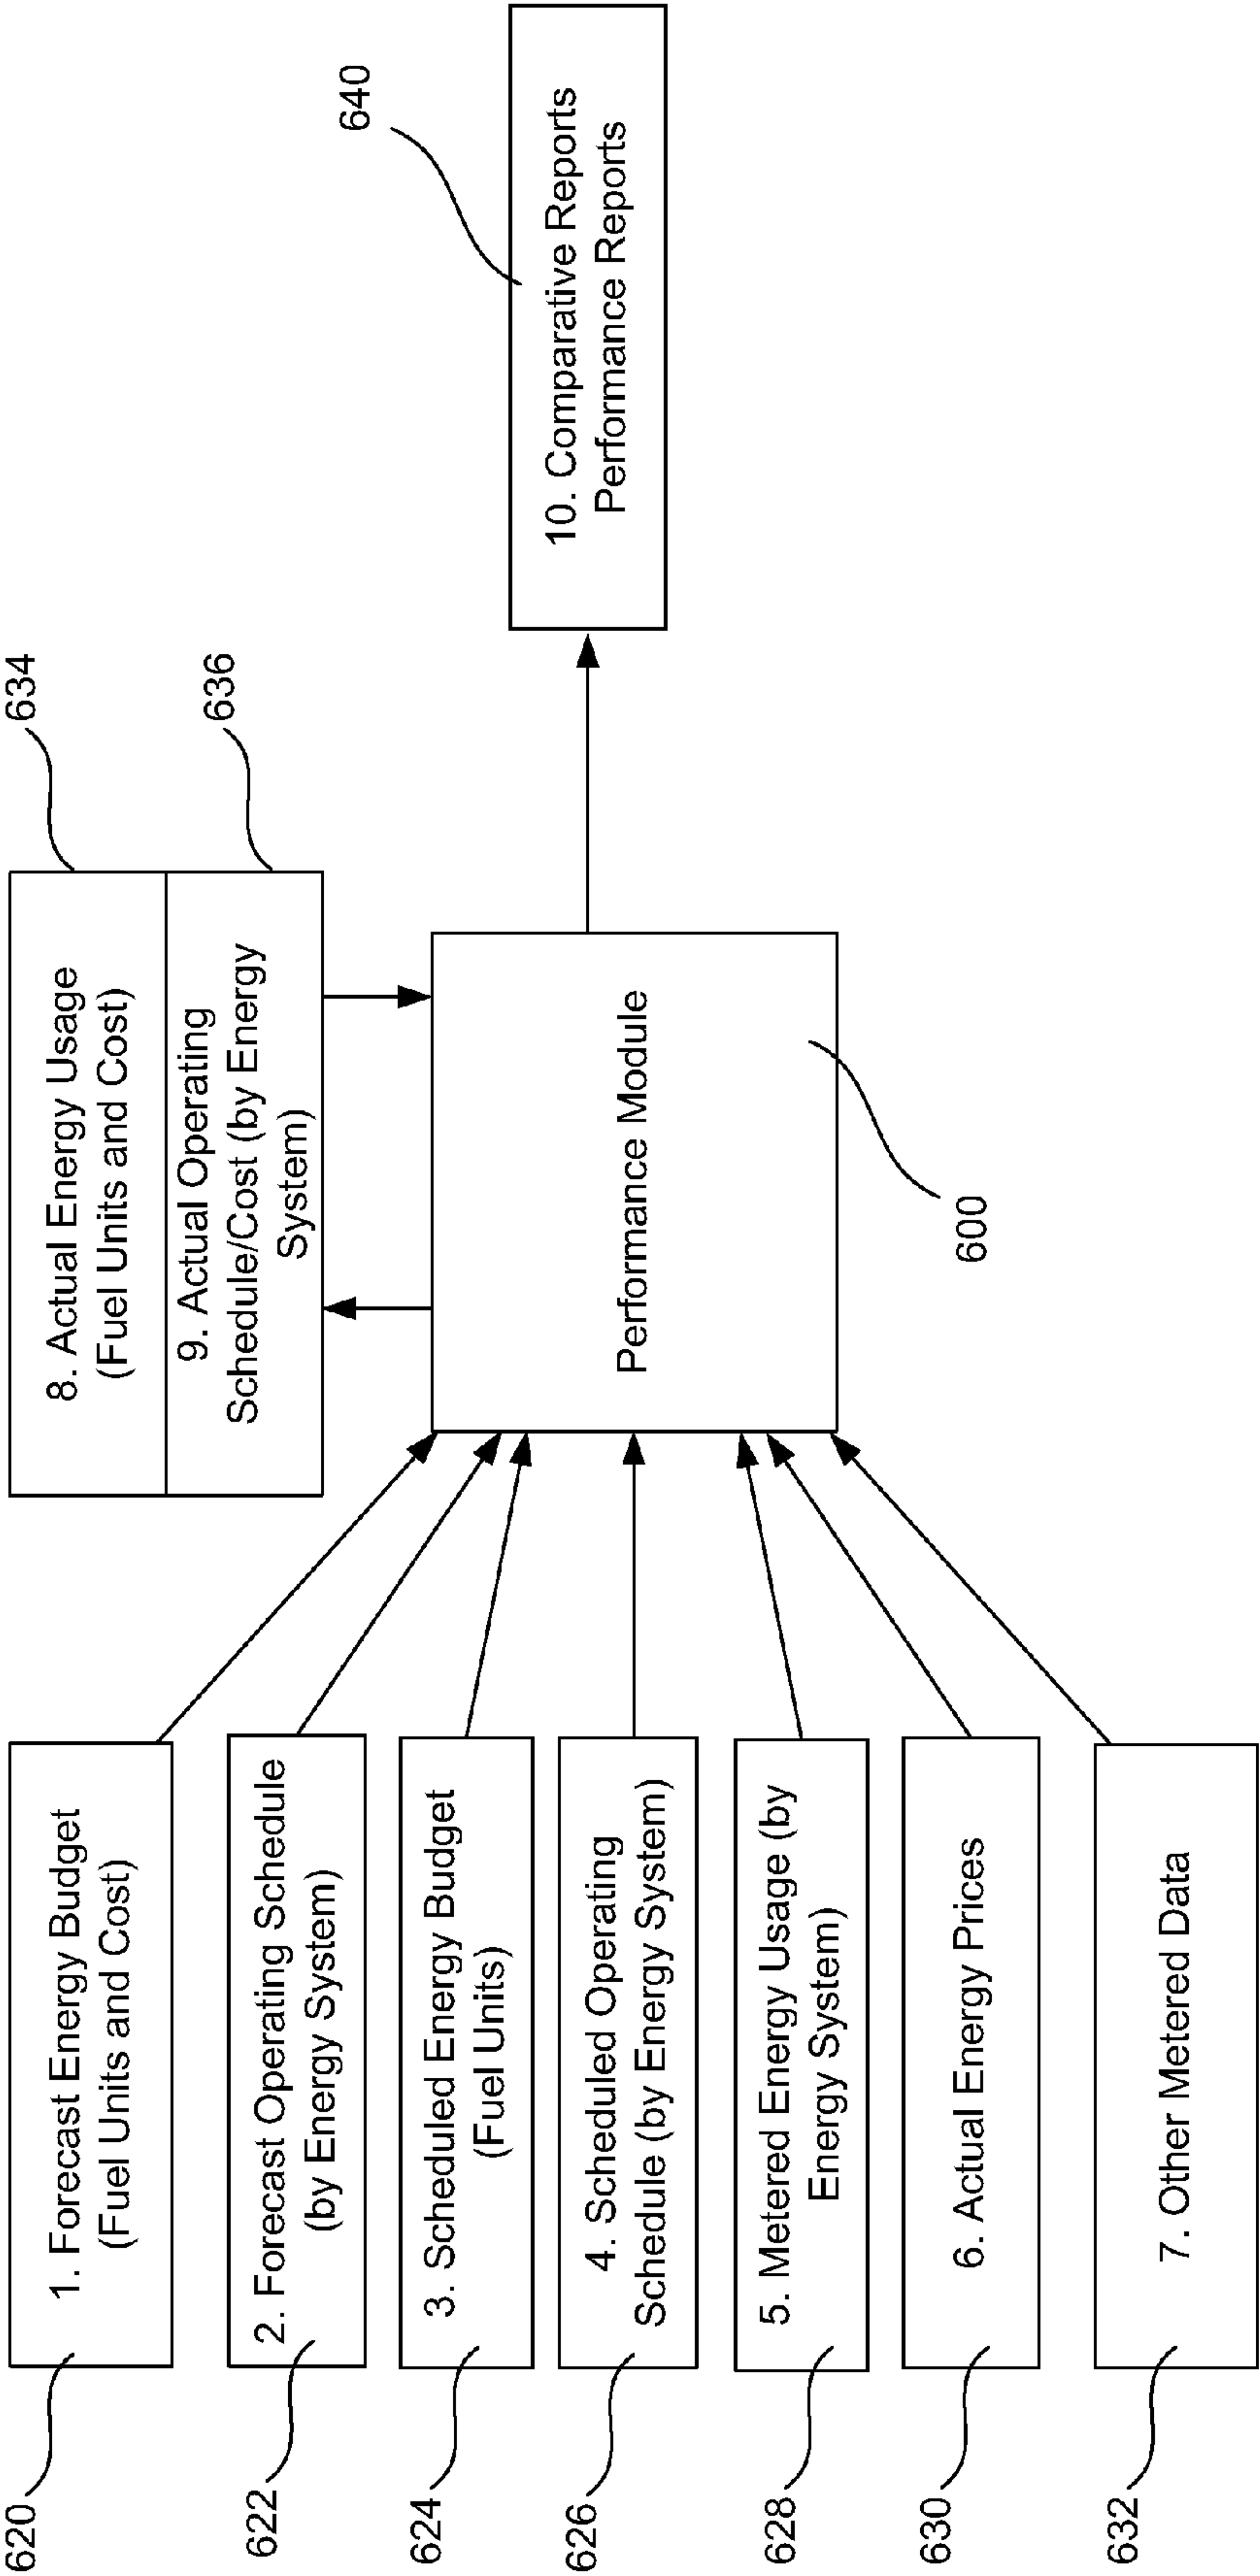 620
1. Forecast Energy Budget
(Fuel Units and Cost)
622
2. Forecast Operating Schedule
(by Energy System)
624
3. Scheduled Energy Budget
(Fuel Units)
626
4. Scheduled Operating
Schedule (by Energy System)
628
5. Metered Energy Usage (by
Energy System)
630
6. Actual Energy Prices
632
7. Other Metered Data
634
8. Actual Energy Usage
(Fuel Units and Cost)
636
9. Actual Operating
Schedule/Cost (by Energy
System)
Performance Module
600
640
10. Comparative Reports
Performance Reports